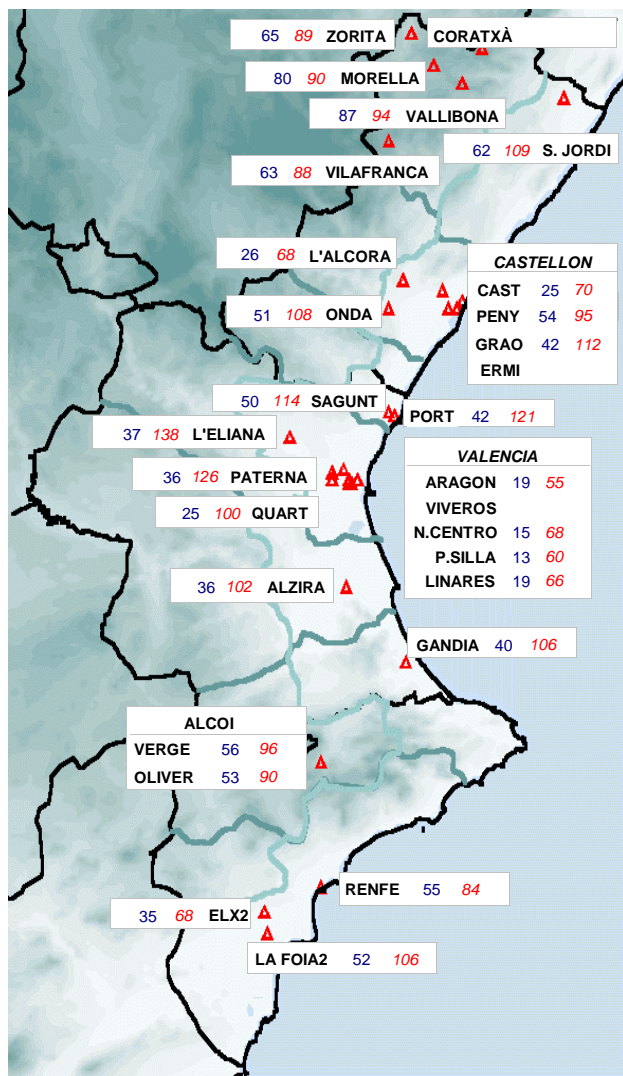 65 89 ZORITA
CORATXÀ
80 90 MORELLA
87 94 VALLIBONA
62 109 S. JORDI
63 88 VILAFRANCA
26 68 L'ALCORA
CASTELLON
CAST 25 70
PENY 54 95
GRAO 42 112
ERMI
51 108 ONDA
50 114 SAGUNT
PORT 42 121
37 138 L'ELIANA
36 126 PATERNA
25 100 QUART
VALENCIA
ARAGON 19 55
VIVEROS
N.CENTRO 15 68
P.SILLA 13 60
LINARES 19 66
36 102 ALZIRA
GANDIA 40 106
ALCOI
VERGE 56 96
OLIVER 53 90
RENFE 55 84
35 68 ELX2
LA FOIA2 52 106